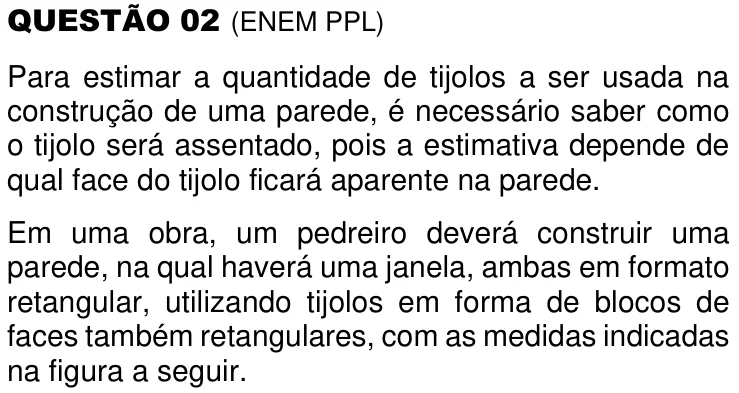 QUESTÃO 02 (ENEM PPL)
Para estimar a quantidade de tijolos a ser usada na
construção de uma parede, é necessário saber como
o tijolo será assentado, pois a estimativa depende de
qual face do tijolo ficará aparente na parede.
Em uma obra, um pedreiro deverá construir uma
parede, na qual haverá uma janela, ambas em formato
retangular, utilizando tijolos em forma de blocos de
faces também retangulares, com as medidas indicadas
na figura a seguir.